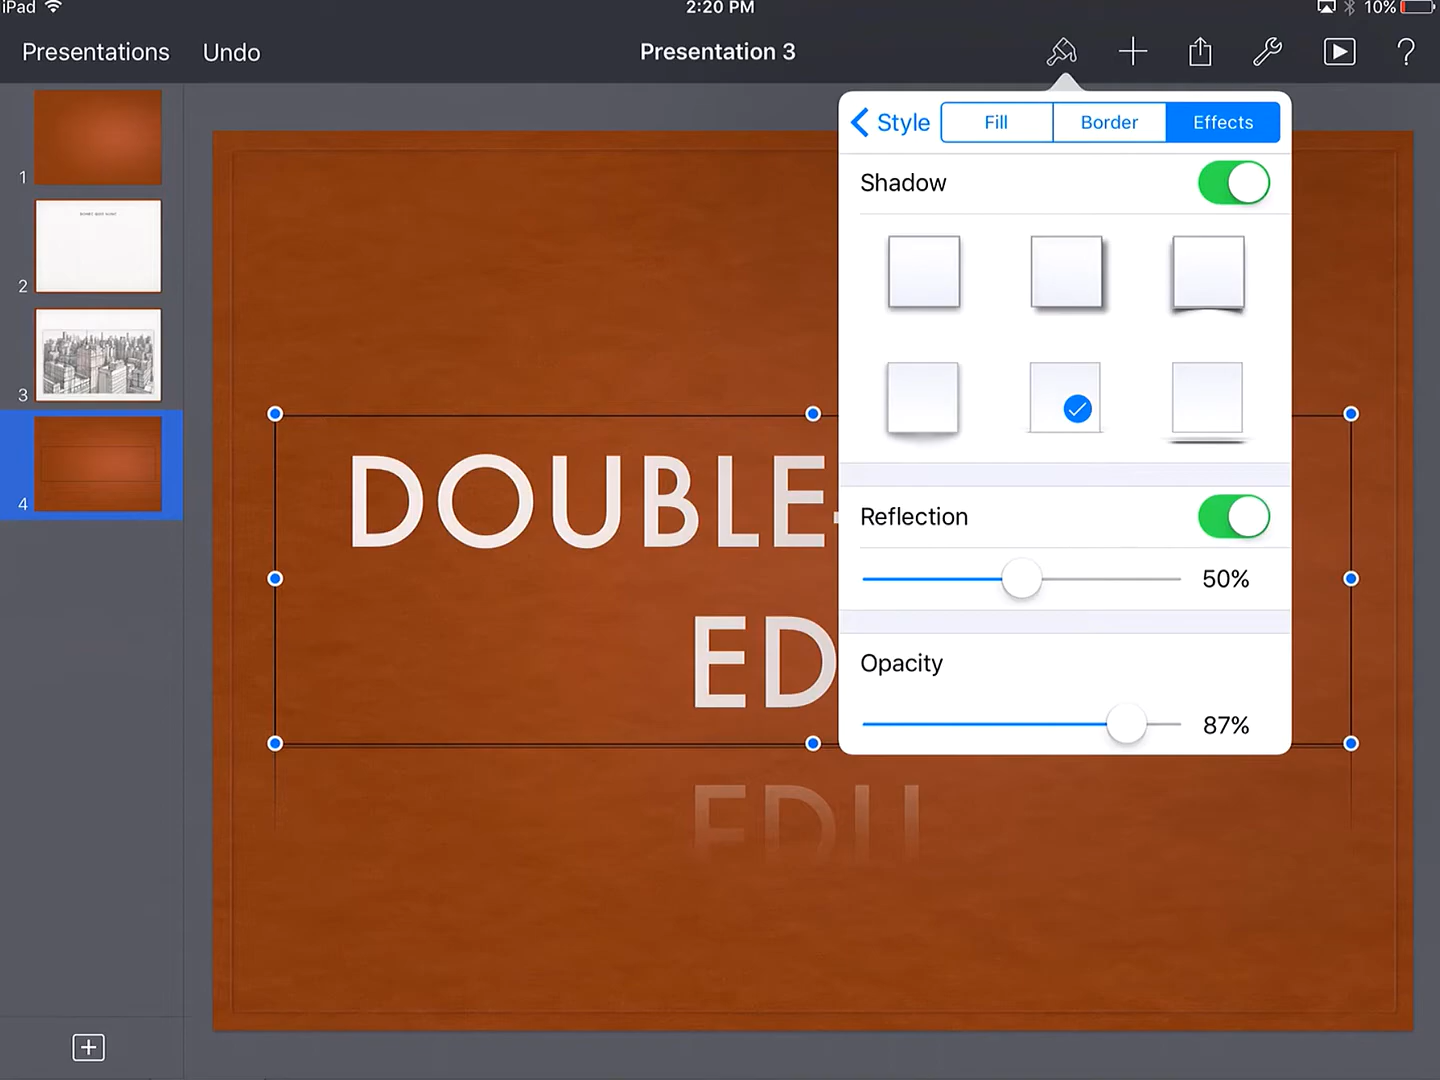 iPad 2:20 PM 10%
Presentations Undo Presentation 3 ?
Style Fill Border Effects
Shadow
1
2
3
4
DOUBLE-
ED
EDU
Reflection
50%
Opacity
87%